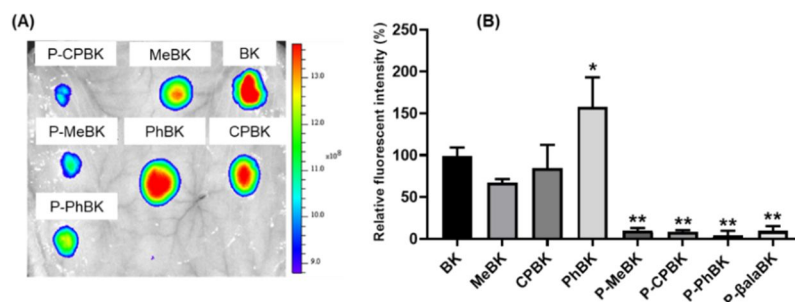 (A)
P-CPBK MeBK BK
P-MeBK PhBK CPBK
P-PhBK
13.0
12.0
11.0
10.0
9.0
(B)
Relative fluorescent intensity (%)
250
200
150
100
50
0
*
** ** ** **
BK MeBK CPBK PhBK P-MeBK P-CPBK P-PhBK P-βalaBK